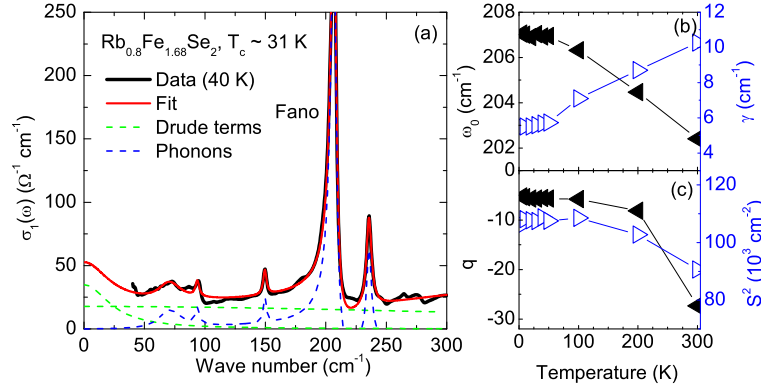 Rb0.8Fe1.68Se2, Tc ~ 31 K
(a)
Data (40 K)
Fit
Drude terms
Phonons
Fano
250
200
150
100
50
0
σ1(ω) (Ω-1 cm-1)
0 50 100 150 200 250 300
Wave number (cm-1)
(b)
208
206
204
202
0
ω0 (cm-1)
12
10
8
6
4
γ (cm-1)
(c)
-10
-20
-30
q
120
100
80
S2 (103 cm-2)
0 100 200 300
Temperature (K)